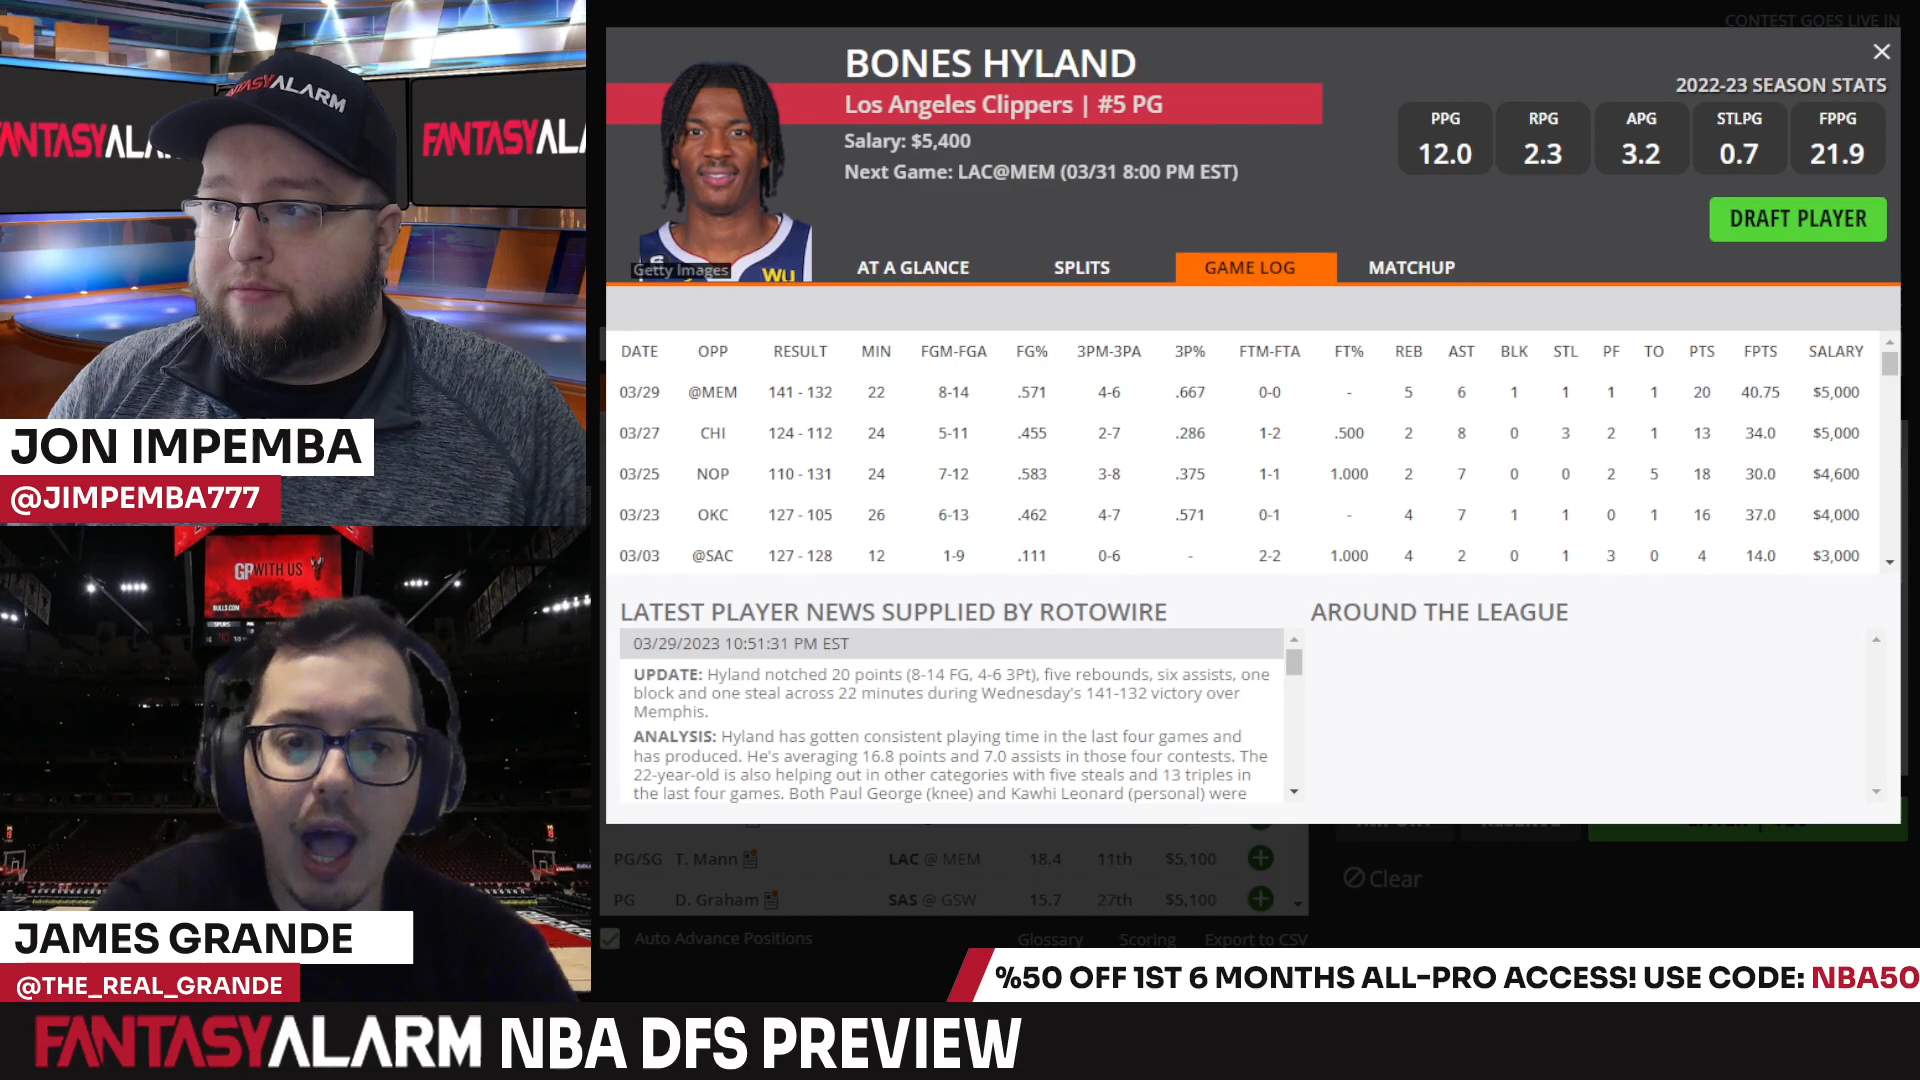 CONTEST GOES LIVE IN
FANTASYALARM
FANTASYAL
BONES HYLAND
Los Angeles Clippers | #5 PG
Salary: $5,400
Next Game: LAC@MEM (03/31 8:00 PM EST)
2022-23 SEASON STATS
PPG RPG APG STLPG FPPG
12.0 2.3 3.2 0.7 21.9
DRAFT PLAYER
Getty Images
AT A GLANCE SPLITS GAME LOG MATCHUP
DATE OPP RESULT MIN FGM-FGA FG% 3PM-3PA 3P% FTM-FTA FT% REB AST BLK STL PF TO PTS FPTS SALARY
03/29 @MEM 141 - 132 22 8-14 .571 4-6 .667 0-0 - 5 6 1 1 1 1 20 40.75 $5,000
03/27 CHI 124 - 112 24 5-11 .455 2-7 .286 1-2 .500 2 8 0 3 2 1 13 34.0 $5,000
03/25 NOP 110 - 131 24 7-12 .583 3-8 .375 1-1 1.000 2 7 0 0 2 5 18 30.0 $4,600
03/23 OKC 127 - 105 26 6-13 .462 4-7 .571 0-1 - 4 7 1 1 0 1 16 37.0 $4,000
03/03 @SAC 127 - 128 12 1-9 .111 0-6 - 2-2 1.000 4 2 0 1 3 0 4 14.0 $3,000
LATEST PLAYER NEWS SUPPLIED BY ROTOWIRE
AROUND THE LEAGUE
03/29/2023 10:51:31 PM EST
UPDATE: Hyland notched 20 points (8-14 FG, 4-6 3Pt), five rebounds, six assists, one
block and one steal across 22 minutes during Wednesday's 141-132 victory over
Memphis.
ANALYSIS: Hyland has gotten consistent playing time in the last four games and
has produced. He's averaging 16.8 points and 7.0 assists in those four contests. The
22-year-old is also helping out in other categories with five steals and 13 triples in
the last four games. Both Paul George (knee) and Kawhi Leonard (personal) were
PG/SG T. Mann LAC @ MEM 18.4 11th $5,100
PG D. Graham SAS @ GSW 15.7 27th $5,100
Clear
Auto Advance Positions Glossary Scoring Export to CSV
JON IMPEMBA
@JIMPEMBA777
WITH US
BULLS.COM
JAMES GRANDE
@THE_REAL_GRANDE
%50 OFF 1ST 6 MONTHS ALL-PRO ACCESS! USE CODE: NBA50
FANTASYALARM NBA DFS PREVIEW